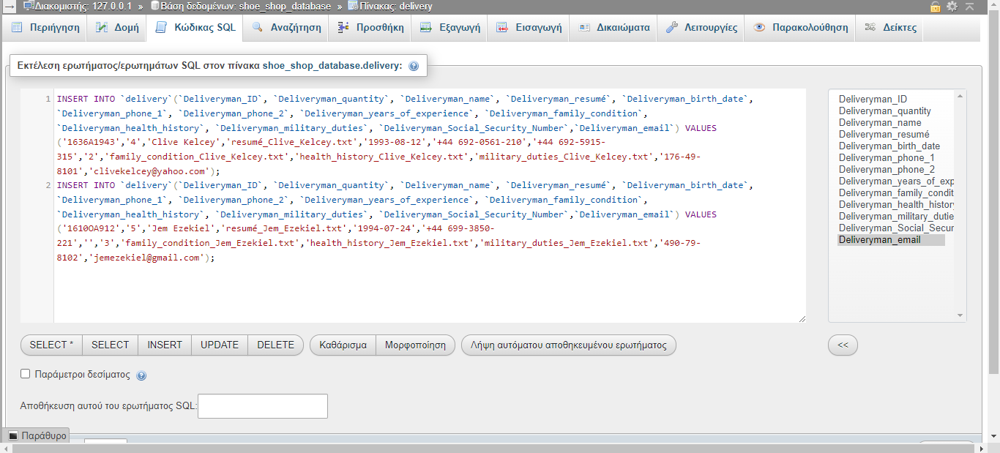 Διακομιστής: 127.0.0.1 » Βάση δεδομένων: shoe_shop_database » Πίνακας: delivery
Περιήγηση Δομή Κώδικας SQL Αναζήτηση Προσθήκη Εξαγωγή Εισαγωγή Δικαιώματα Λειτουργίες Παρακολούθηση Δείκτες
Εκτέλεση ερωτήματος/ερωτημάτων SQL στον πίνακα shoe_shop_database.delivery:
1 INSERT INTO `delivery`(`Deliveryman_ID`, `Deliveryman_quantity`, `Deliveryman_name`, `Deliveryman_resumé`, `Deliveryman_birth_date`,
`Deliveryman_phone_1`, `Deliveryman_phone_2`, `Deliveryman_years_of_experience`, `Deliveryman_family_condition`,
`Deliveryman_health_history`, `Deliveryman_military_duties`, `Deliveryman_Social_Security_Number`,`Deliveryman_email`) VALUES
('1636A1943','4','Clive Kelcey','resumé_Clive_Kelcey.txt','1993-08-12','+44 692-0561-210','+44 692-5915-
315','2','family_condition_Clive_Kelcey.txt','health_history_Clive_Kelcey.txt','military_duties_Clive_Kelcey.txt','176-49-
8101','clivekelcey@yahoo.com');
2 INSERT INTO `delivery`(`Deliveryman_ID`, `Deliveryman_quantity`, `Deliveryman_name`, `Deliveryman_resumé`, `Deliveryman_birth_date`,
`Deliveryman_phone_1`, `Deliveryman_phone_2`, `Deliveryman_years_of_experience`, `Deliveryman_family_condition`,
`Deliveryman_health_history`, `Deliveryman_military_duties`, `Deliveryman_Social_Security_Number`,`Deliveryman_email`) VALUES
('1610OA912','5','Jem Ezekiel','resumé_Jem_Ezekiel.txt','1994-07-24','+44 699-3850-
221','','3','family_condition_Jem_Ezekiel.txt','health_history_Jem_Ezekiel.txt','military_duties_Jem_Ezekiel.txt','490-79-
8102','jemezekiel@gmail.com');
Deliveryman_ID
Deliveryman_quantity
Deliveryman_name
Deliveryman_resumé
Deliveryman_birth_date
Deliveryman_phone_1
Deliveryman_phone_2
Deliveryman_years_of_exp
Deliveryman_family_condit
Deliveryman_health_history
Deliveryman_military_dutie
Deliveryman_Social_Secur
Deliveryman_email
SELECT * SELECT INSERT UPDATE DELETE Καθάρισμα Μορφοποίηση Λήψη αυτόματου αποθηκευμένου ερωτήματος <<
Παράμετροι δεσίματος
Αποθήκευση αυτού του ερωτήματος SQL:
Παράθυρο